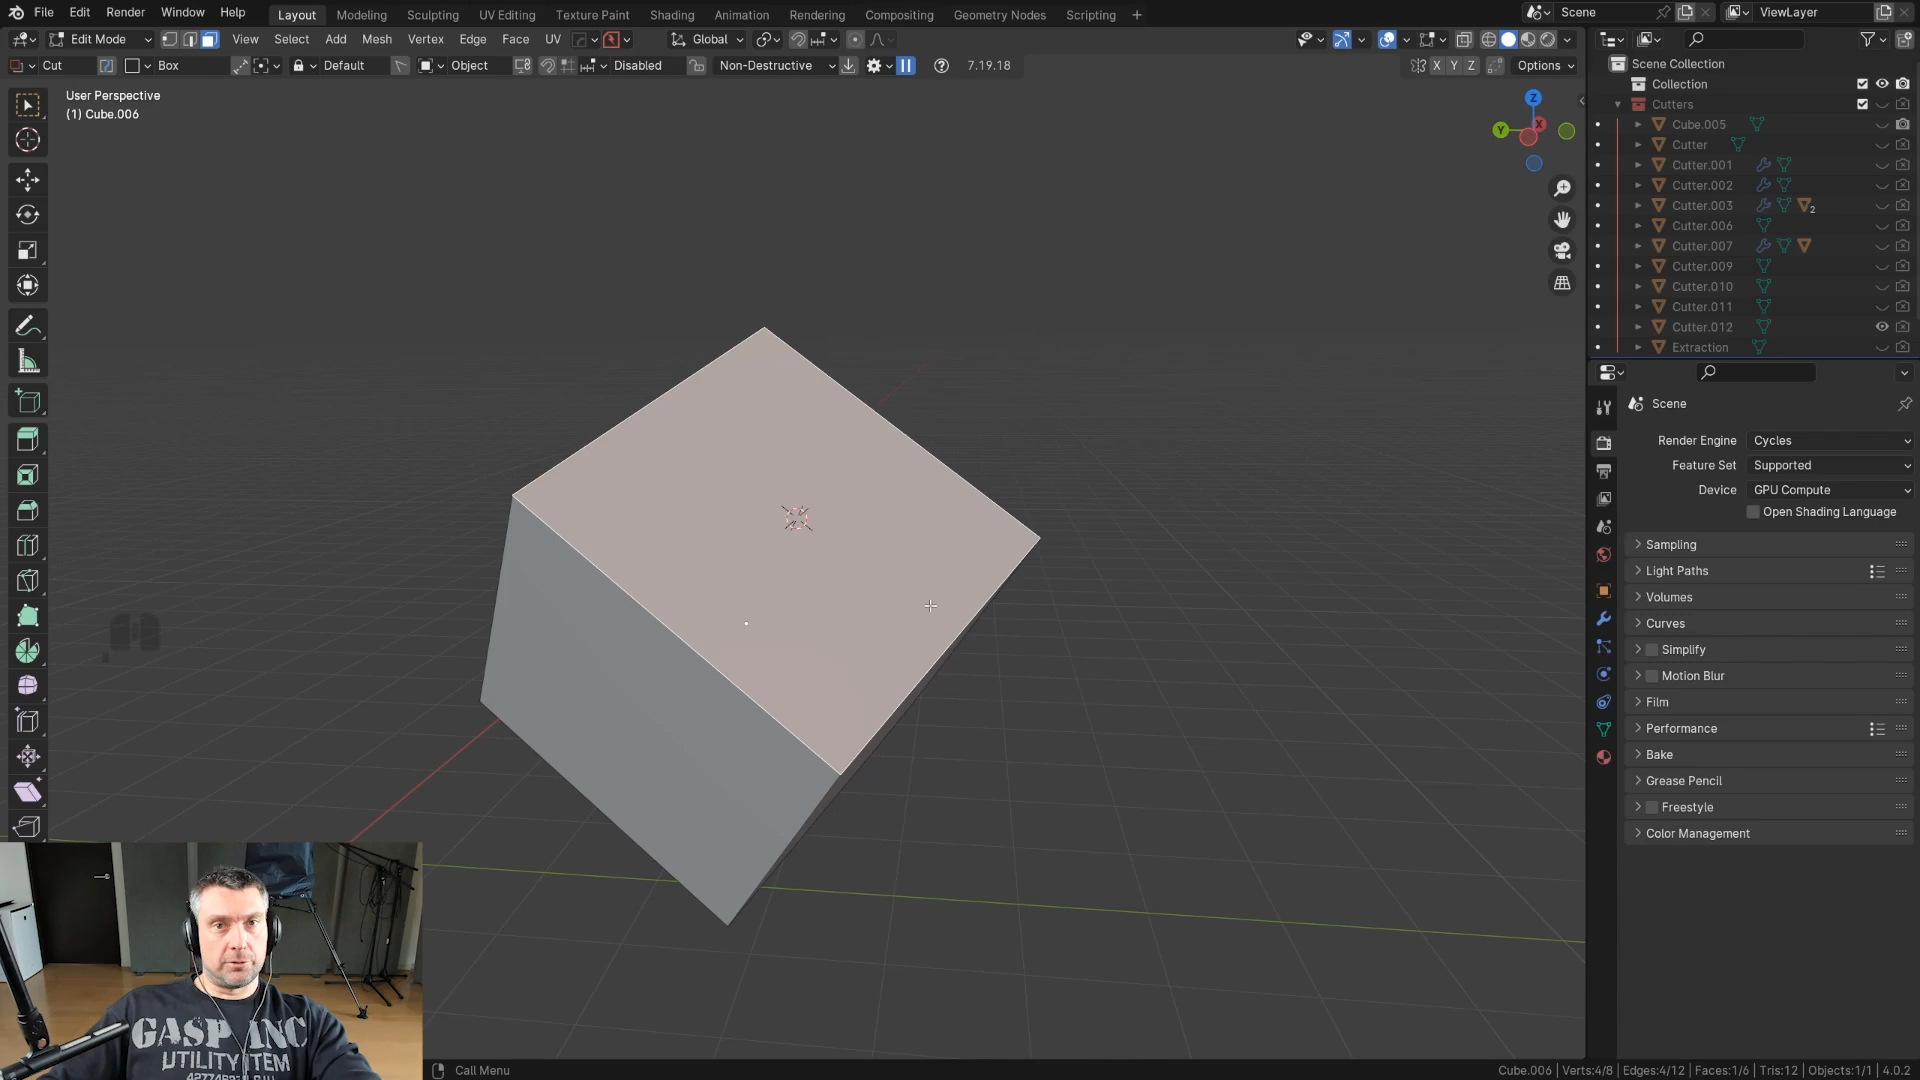 File Edit Render Window Help Layout Modeling Sculpting UV Editing Texture Paint Shading Animation Rendering Compositing Geometry Nodes Scripting + Scene ViewLayer
Edit Mode View Select Add Mesh Vertex Edge Face UV Global
Cut Box Default Object Disabled Non-Destructive 7.19.18 X Y Z Options
User Perspective
(1) Cube.006
Z
Y
X
Scene Collection
Collection
Cutters
Cube.005
Cutter
Cutter.001
Cutter.002
Cutter.003 2
Cutter.006
Cutter.007
Cutter.009
Cutter.010
Cutter.011
Cutter.012
Extraction
Scene
Render Engine Cycles
Feature Set Supported
Device GPU Compute
Open Shading Language
Sampling
Light Paths
Volumes
Curves
Simplify
Motion Blur
Film
Performance
Bake
Grease Pencil
Freestyle
Color Management
GASP INC
UTILITY ITEM
Call Menu
Cube.006 | Verts:4/8 | Edges:4/12 | Faces:1/6 | Tris:12 | Objects:1/1 | 4.0.2